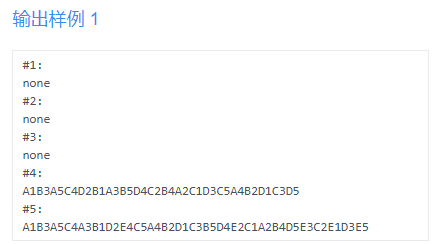 输出样例 1
#1:
none
#2:
none
#3:
none
#4:
A1B3A5C4D2B1A3B5D4C2B4A2C1D3C5A4B2D1C3D5
#5:
A1B3A5C4A3B1D2E4C5A4B2D1C3B5D4E2C1A2B4D5E3C2E1D3E5